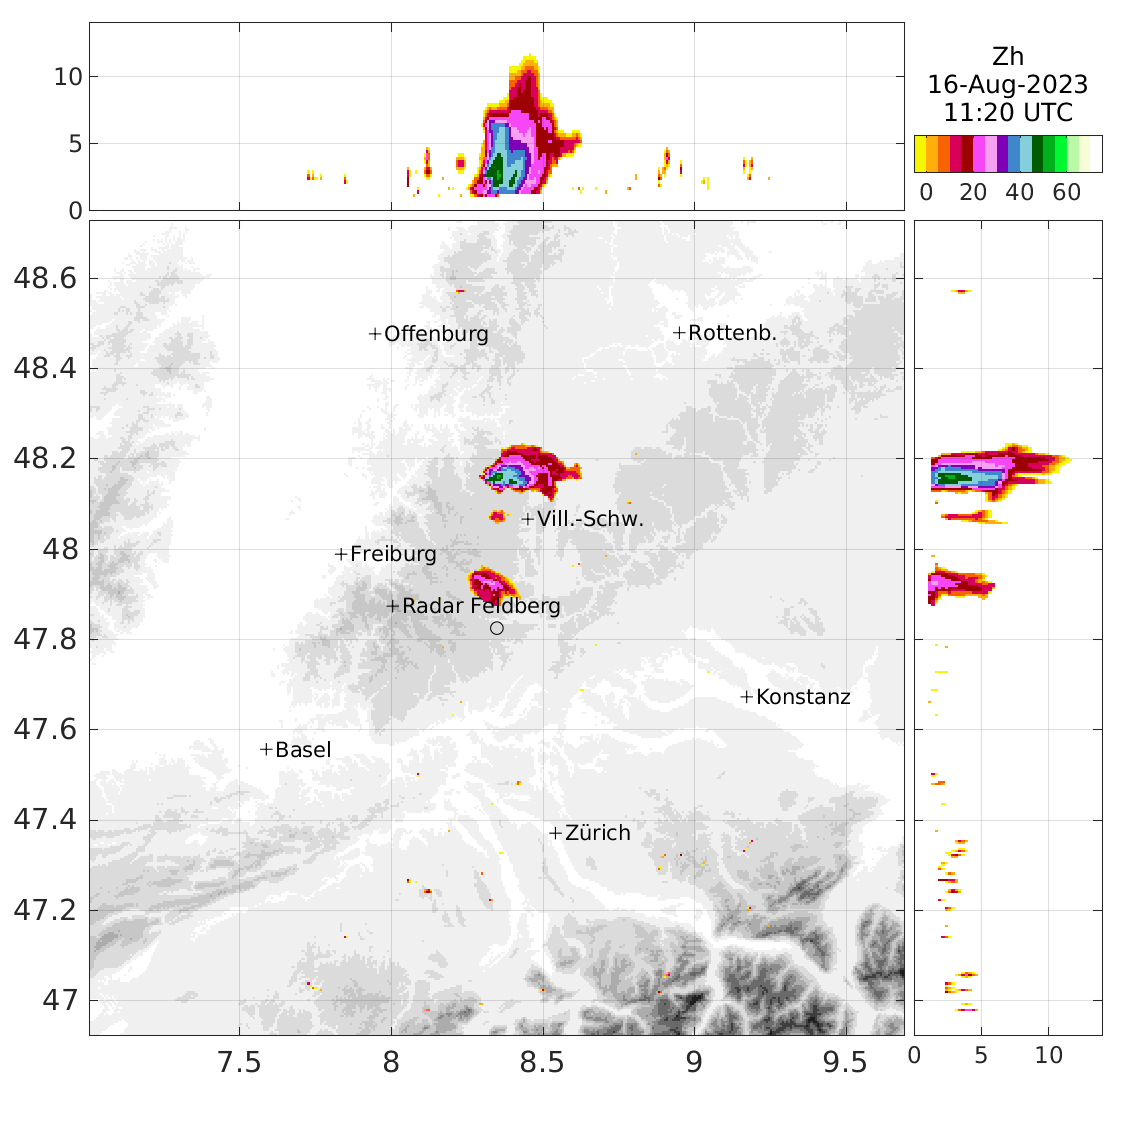 10
5
0
Zh
16-Aug-2023
11:20 UTC
0 20 40 60
48.6
48.4
48.2
48
47.8
47.6
47.4
47.2
47
+Offenburg
+Rottenb.
+Vill.-Schw.
+Freiburg
+Radar Feldberg
+Konstanz
+Basel
+Zürich
7.5 8 8.5 9 9.5
0 5 10